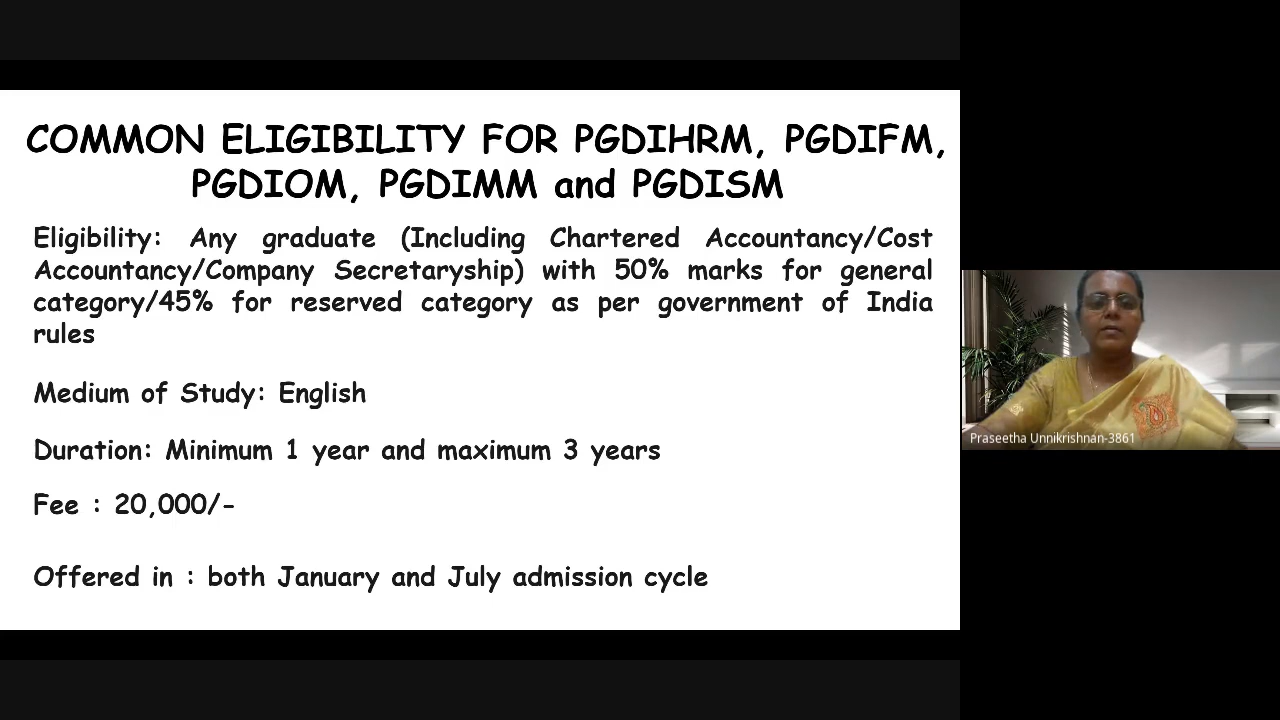 COMMON ELIGIBILITY FOR PGDIHRM, PGDIFM,
PGDIOM, PGDIMM and PGDISM
Eligibility: Any graduate (Including Chartered Accountancy/Cost
Accountancy/Company Secretaryship) with 50% marks for general
category/45% for reserved category as per government of India
rules
Medium of Study: English
Duration: Minimum 1 year and maximum 3 years
Fee : 20,000/-
Offered in : both January and July admission cycle
Praseetha Unnikrishnan-3861